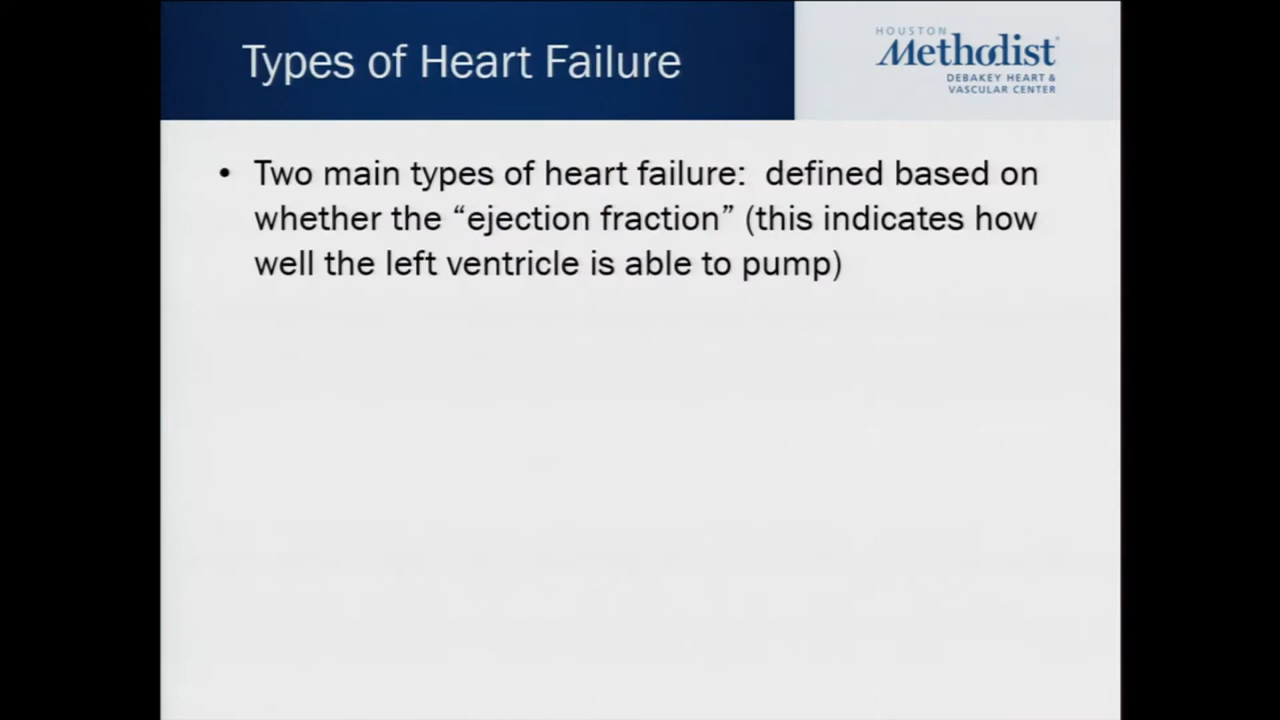 Types of Heart Failure
HOUSTON
Methodist®
DEBAKEY HEART &
VASCULAR CENTER
• Two main types of heart failure: defined based on
whether the “ejection fraction” (this indicates how
well the left ventricle is able to pump)